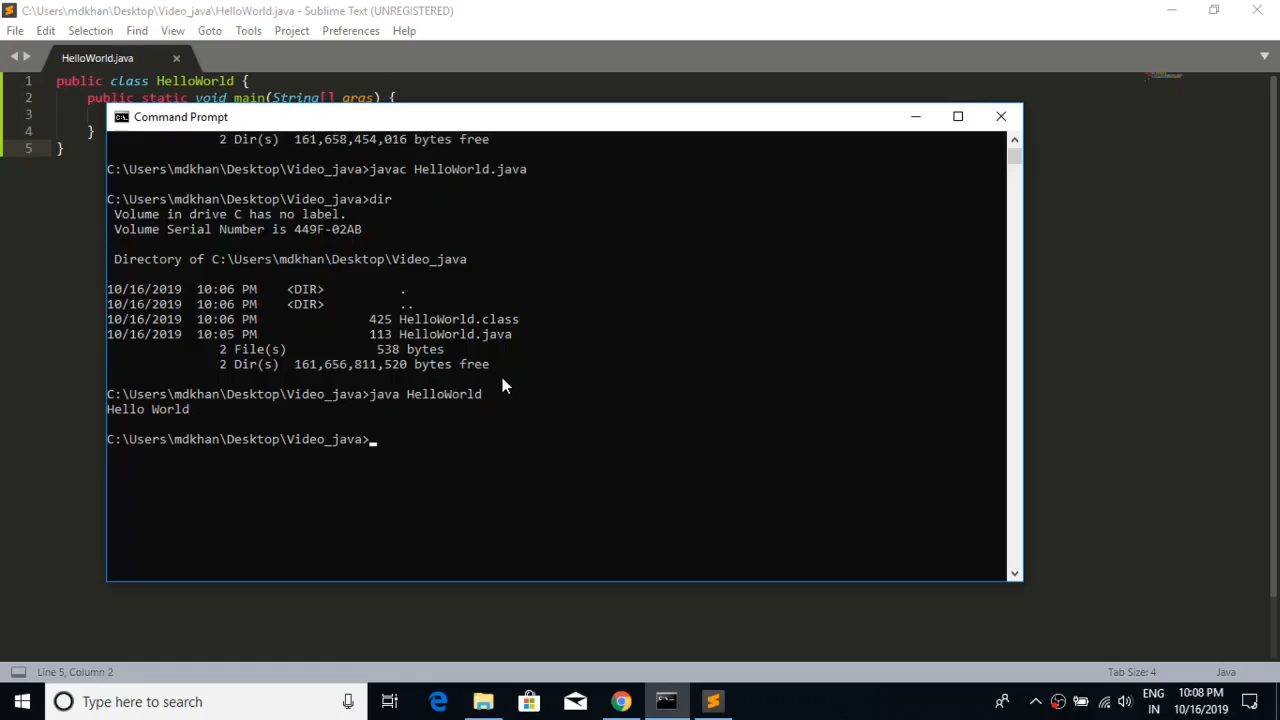 C:\Users\mdkhan\Desktop\Video_java\HelloWorld.java - Sublime Text (UNREGISTERED)
File Edit Selection Find View Goto Tools Project Preferences Help
HelloWorld.java
1 public class HelloWorld {
2 public static void main(String[] args) {
3
4 }
5 }
Command Prompt
2 Dir(s) 161,658,454,016 bytes free
C:\Users\mdkhan\Desktop\Video_java>javac HelloWorld.java
C:\Users\mdkhan\Desktop\Video_java>dir
Volume in drive C has no label.
Volume Serial Number is 449F-02AB
Directory of C:\Users\mdkhan\Desktop\Video_java
10/16/2019 10:06 PM <DIR> .
10/16/2019 10:06 PM <DIR> ..
10/16/2019 10:06 PM 425 HelloWorld.class
10/16/2019 10:05 PM 113 HelloWorld.java
2 File(s) 538 bytes
2 Dir(s) 161,656,811,520 bytes free
C:\Users\mdkhan\Desktop\Video_java>java HelloWorld
Hello World
C:\Users\mdkhan\Desktop\Video_java>
Line 5, Column 2 Tab Size: 4 Java
Type here to search
ENG
IN
10:08 PM
10/16/2019